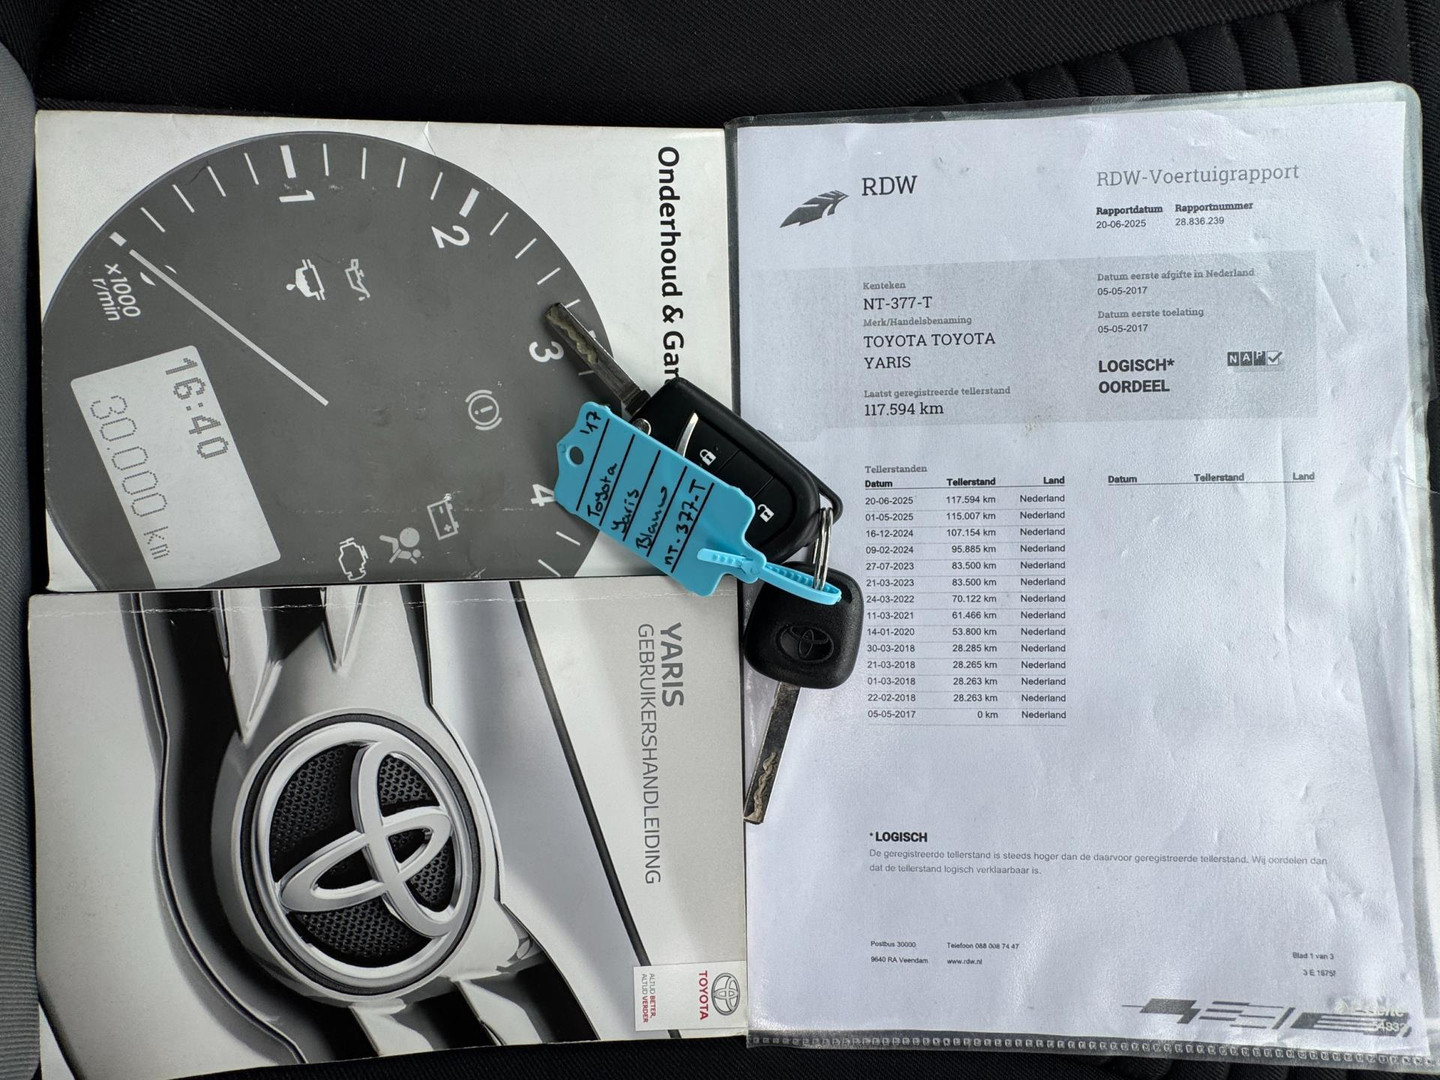 Onderhoud & Gar
1
2
3
4
x1000
r/min
16:40
30.000 km
YARIS
GEBRUIKERSHANDLEIDING
ALTIJD BETER,
ALTIJD VERDER
TOYOTA
'17
Toyota
Yaris
Blauw
NT-377-T
RDW
RDW-Voertuigrapport
Rapportdatum Rapportnummer
20-06-2025 28.836.239
Kenteken
NT-377-T
Merk/Handelsbenaming
TOYOTA TOYOTA
YARIS
Laatst geregistreerde tellerstand
117.594 km
Datum eerste afgifte in Nederland
05-05-2017
Datum eerste toelating
05-05-2017
LOGISCH*
OORDEEL
NAP
Tellerstanden
Datum Tellerstand Land
20-06-2025 117.594 km Nederland
01-05-2025 115.007 km Nederland
16-12-2024 107.154 km Nederland
09-02-2024 95.885 km Nederland
27-07-2023 83.500 km Nederland
21-03-2023 83.500 km Nederland
24-03-2022 70.122 km Nederland
11-03-2021 61.466 km Nederland
14-01-2020 53.800 km Nederland
30-03-2018 28.285 km Nederland
21-03-2018 28.265 km Nederland
01-03-2018 28.263 km Nederland
22-02-2018 28.263 km Nederland
05-05-2017 0 km Nederland
Datum Tellerstand Land
* LOGISCH
De geregistreerde tellerstand is steeds hoger dan de daarvoor geregistreerde tellerstand. Wij oordelen dan
dat de tellerstand logisch verklaarbaar is.
Postbus 30000 Telefoon 088 008 74 47
9640 RA Veendam www.rdw.nl
Blad 1 van 3